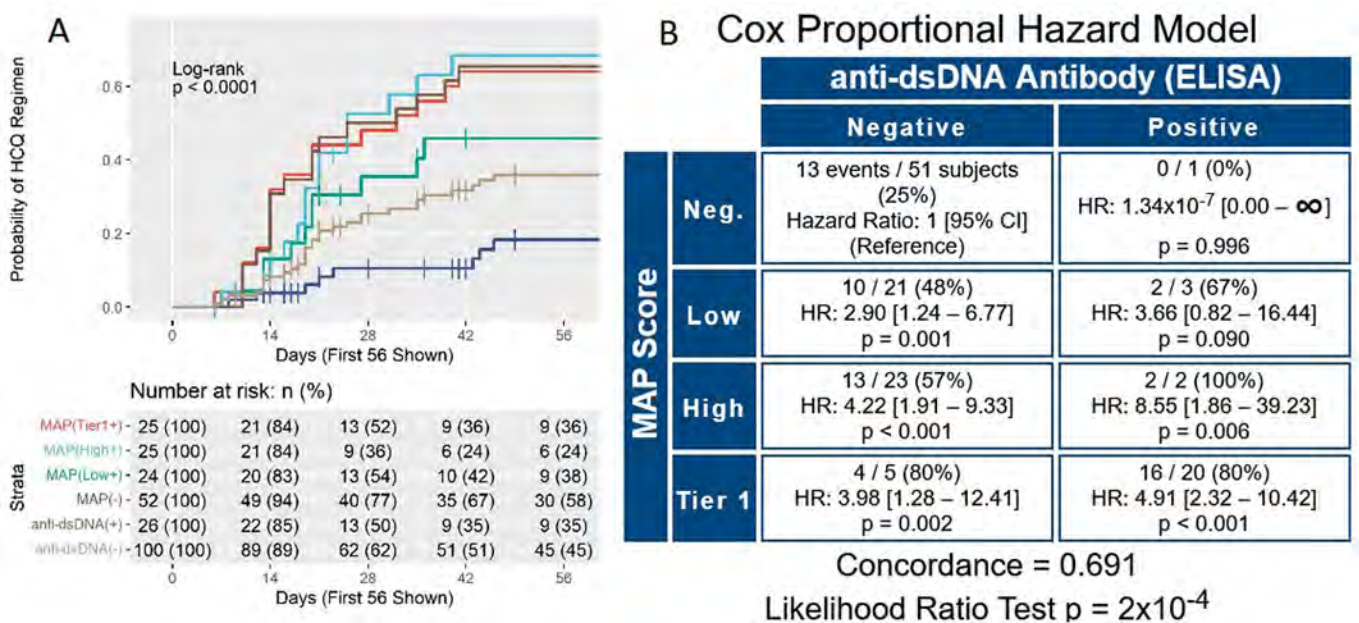 A
Log-rank
p < 0.0001
Probability of HCQ Regimen
0.6
0.4
0.2
0.0
0 14 28 42 56
Days (First 56 Shown)
Number at risk: n (%)
Strata
MAP(Tier1+) 25 (100) 21 (84) 13 (52) 9 (36) 9 (36)
MAP(High+) 25 (100) 21 (84) 9 (36) 6 (24) 6 (24)
MAP(Low+) 24 (100) 20 (83) 13 (54) 10 (42) 9 (38)
MAP(-) 52 (100) 49 (94) 40 (77) 35 (67) 30 (58)
anti-dsDNA(+) 26 (100) 22 (85) 13 (50) 9 (35) 9 (35)
anti-dsDNA(-) 100 (100) 89 (89) 62 (62) 51 (51) 45 (45)
0 14 28 42 56
Days (First 56 Shown)
B Cox Proportional Hazard Model
anti-dsDNA Antibody (ELISA)
Negative Positive
MAP Score
Neg.
13 events / 51 subjects
(25%)
Hazard Ratio: 1 [95% CI]
(Reference)
0 / 1 (0%)
HR: 1.34x10⁻⁷ [0.00 – ∞]
p = 0.996
Low
10 / 21 (48%)
HR: 2.90 [1.24 – 6.77]
p = 0.001
2 / 3 (67%)
HR: 3.66 [0.82 – 16.44]
p = 0.090
High
13 / 23 (57%)
HR: 4.22 [1.91 – 9.33]
p < 0.001
2 / 2 (100%)
HR: 8.55 [1.86 – 39.23]
p = 0.006
Tier 1
4 / 5 (80%)
HR: 3.98 [1.28 – 12.41]
p = 0.002
16 / 20 (80%)
HR: 4.91 [2.32 – 10.42]
p < 0.001
Concordance = 0.691
Likelihood Ratio Test p = 2x10⁻⁴